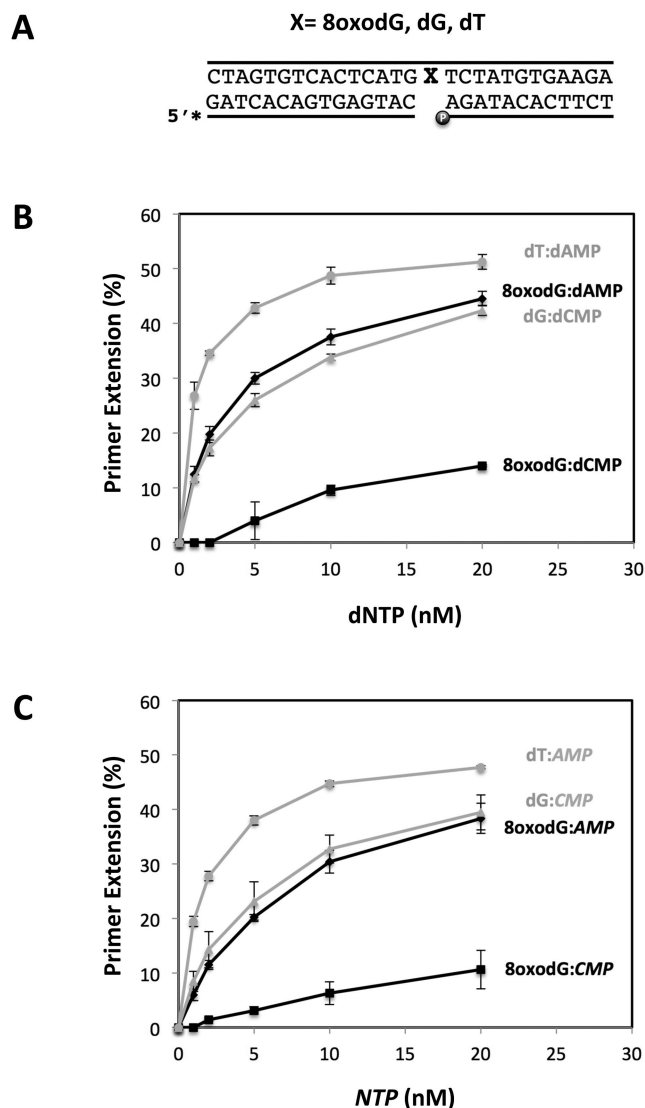 A
X= 8oxodG, dG, dT
CTAGTGTCACTCATG X TCTATGTGAAGA
GATCACAGTGAGTAC AGATACACTTCT
5'*
P
B
Primer Extension (%)
60
50
40
30
20
10
0
dT:dAMP
8oxodG:dAMP
dG:dCMP
8oxodG:dCMP
0 5 10 15 20 25 30
dNTP (nM)
C
Primer Extension (%)
60
50
40
30
20
10
0
dT:AMP
dG:CMP
8oxodG:AMP
8oxodG:CMP
0 5 10 15 20 25 30
NTP (nM)